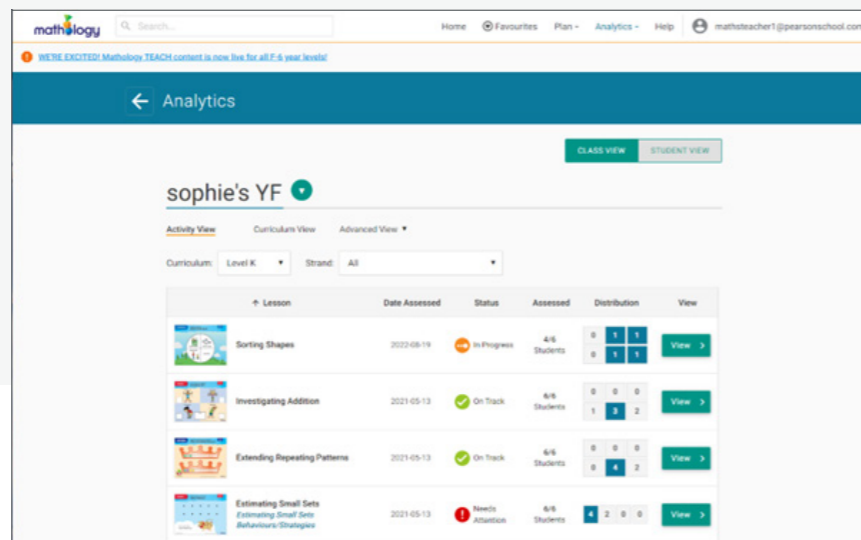 mathology
Search...
Home Favourites Plan Analytics Help mathsteacher1@pearsonschool.com
WE'RE EXCITED! Mathology TEACH content is now live for all F-6 year levels!
Analytics
CLASS VIEW STUDENT VIEW
sophie's YF
Activity View Curriculum View Advanced View
Curriculum: Level K Strand: All
Lesson Date Assessed Status Assessed Distribution View
Sorting Shapes 2022-08-19 In Progress 4/6 Students 0 1 1 0 1 1 View
Investigating Addition 2021-05-13 On Track 6/6 Students 0 0 0 1 3 2 View
Extending Repeating Patterns 2021-05-13 On Track 6/6 Students 0 0 0 0 4 2 View
Estimating Small Sets
Estimating Small Sets Behaviours/Strategies 2021-05-13 Needs Attention 6/6 Students 4 2 0 0 View